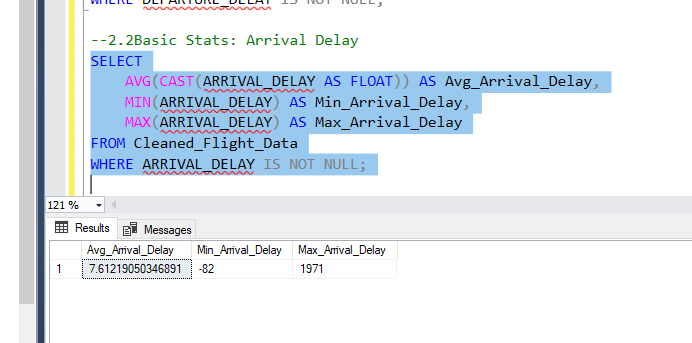 WHERE DEPARTURE_DELAY IS NOT NULL;
--2.2Basic Stats: Arrival Delay
SELECT
AVG(CAST(ARRIVAL_DELAY AS FLOAT)) AS Avg_Arrival_Delay,
MIN(ARRIVAL_DELAY) AS Min_Arrival_Delay,
MAX(ARRIVAL_DELAY) AS Max_Arrival_Delay
FROM Cleaned_Flight_Data
WHERE ARRIVAL_DELAY IS NOT NULL;
121 %
Results Messages
Avg_Arrival_Delay Min_Arrival_Delay Max_Arrival_Delay
1 7.61219050346891 -82 1971